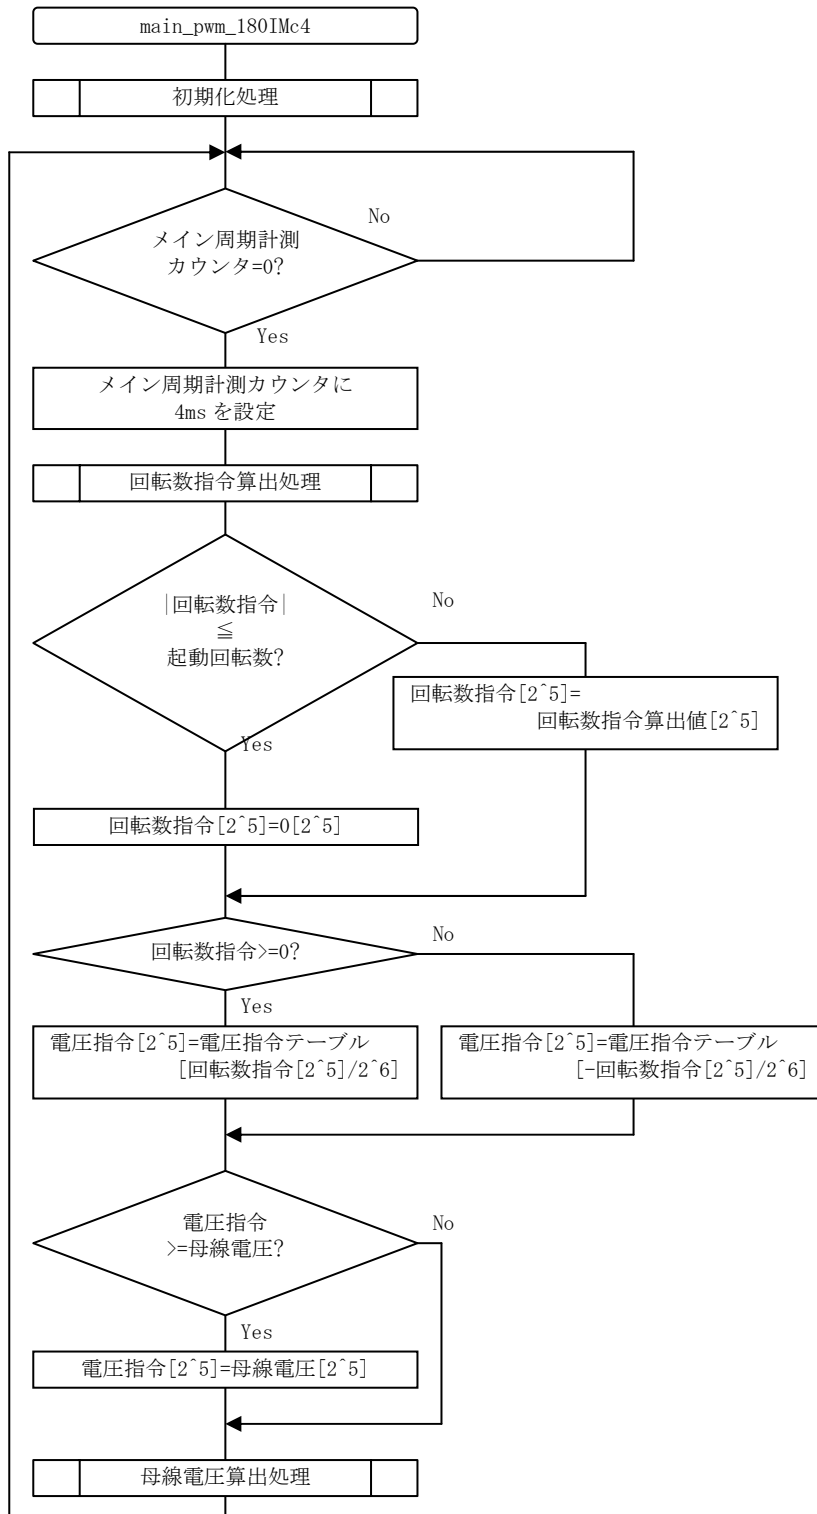 main_pwm_180IMc4
初期化処理
No
メイン周期計測
カウンタ=0?
Yes
メイン周期計測カウンタに
4ms を設定
回転数指令算出処理
|回転数指令|
≦
起動回転数?
No
回転数指令[2^5]=
回転数指令算出値[2^5]
Yes
回転数指令[2^5]=0[2^5]
回転数指令>=0?
No
Yes
電圧指令[2^5]=電圧指令テーブル
[回転数指令[2^5]/2^6]
電圧指令[2^5]=電圧指令テーブル
[-回転数指令[2^5]/2^6]
電圧指令
>=母線電圧?
No
Yes
電圧指令[2^5]=母線電圧[2^5]
母線電圧算出処理